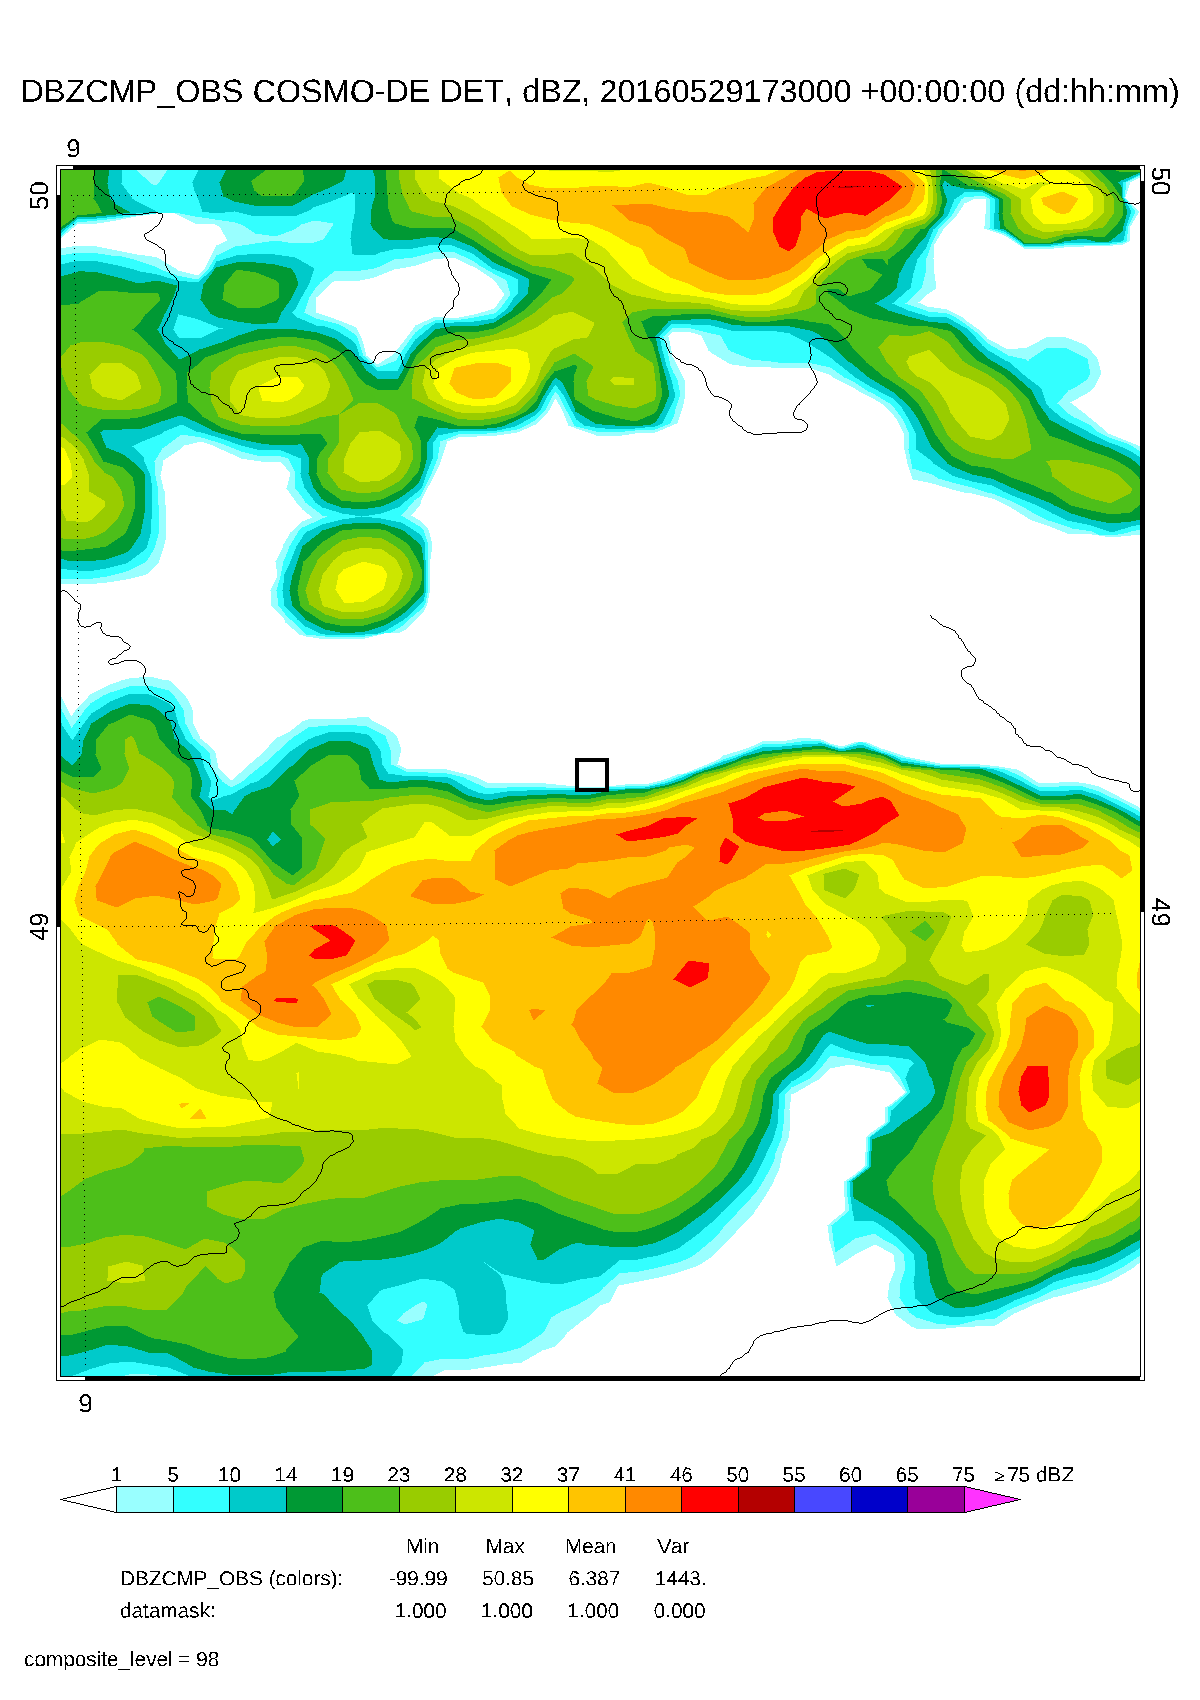 DBZCMP_OBS COSMO-DE DET, dBZ, 20160529173000 +00:00:00 (dd:hh:mm)
9
50 50
49 49
9
1 5 10 14 19 23 28 32 37 41 46 50 55 60 65 75 ≥75 dBZ
Min Max Mean Var
DBZCMP_OBS (colors): -99.99 50.85 6.387 1443.
datamask: 1.000 1.000 1.000 0.000
composite_level = 98